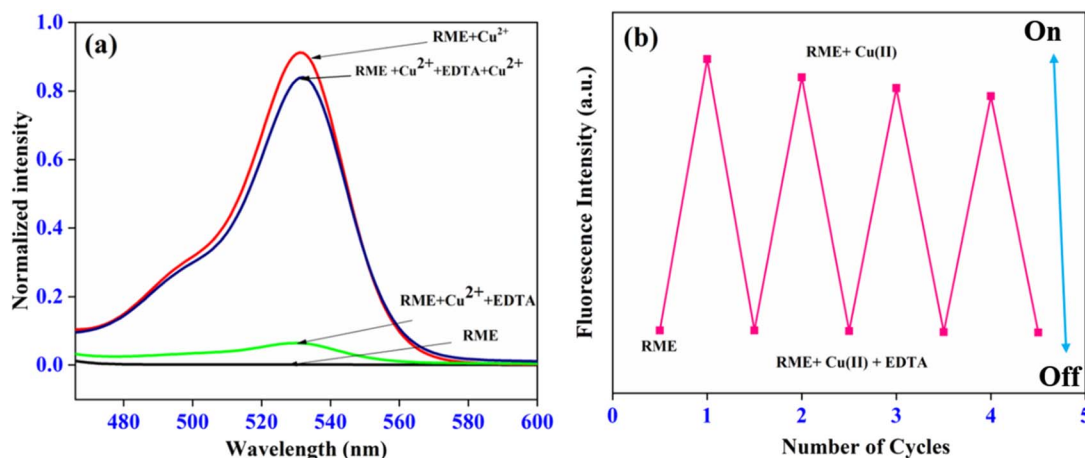 (a)
Normalized intensity
1.0
0.8
0.6
0.4
0.2
0.0
RME+Cu²⁺
RME +Cu²⁺+EDTA+Cu²⁺
RME+Cu²⁺+EDTA
RME
480 500 520 540 560 580 600
Wavelength (nm)
(b)
Fluorescence Intensity (a.u.)
RME+ Cu(II)
On
RME
RME+ Cu(II) + EDTA
Off
0 1 2 3 4 5
Number of Cycles